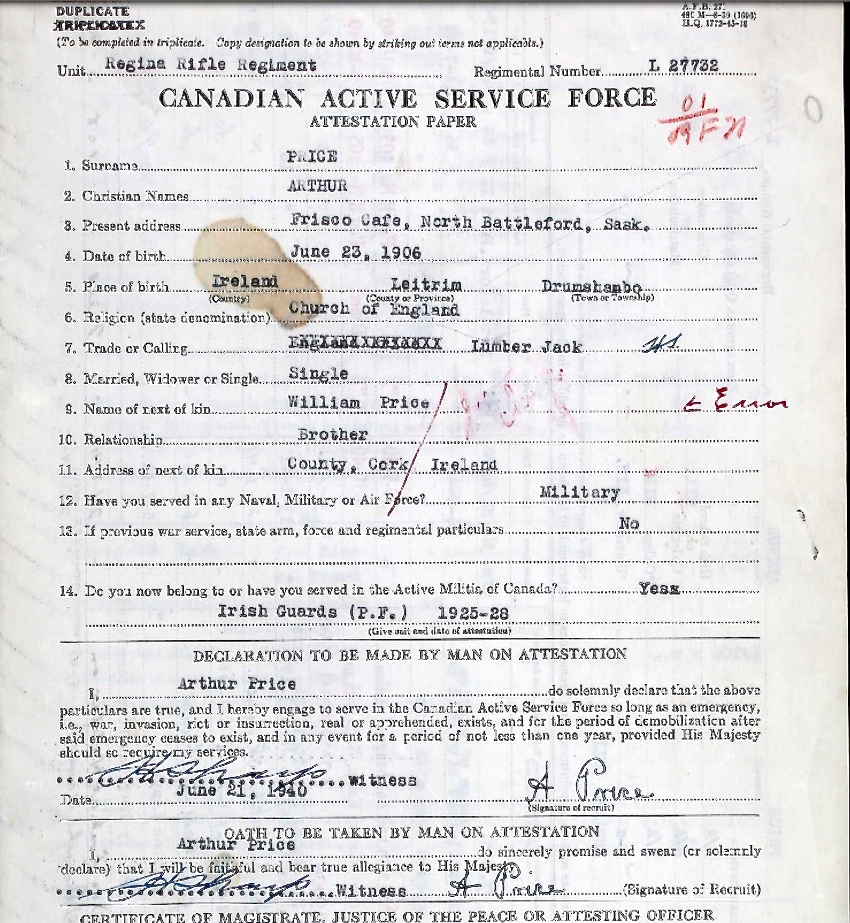 DUPLICATE
TRIPLICATEX
A.F.B. 27
48C M—8-39 (1606)
H.Q. 1772-45-18
(To be completed in triplicate. Copy designation to be shown by striking out terms not applicable.)
Unit Regina Rifle Regiment Regimental Number L 27732
CANADIAN ACTIVE SERVICE FORCE
ATTESTATION PAPER
01
1. Surname PRICE
2. Christian Names ARTHUR
3. Present address Frisco Cafe, North Battleford, Sask.
4. Date of birth June 23, 1906
5. Place of birth Ireland Leitrim Drumshanbo
(Country) (County or Province) (Town or Township)
6. Religion (state denomination) Church of England
7. Trade or Calling Lumber Jack
8. Married, Widower or Single Single
9. Name of next of kin William Price ← Error
10. Relationship Brother
11. Address of next of kin County, Cork Ireland
12. Have you served in any Naval, Military or Air Force? Military
13. If previous war service, state arm, force and regimental particulars No
14. Do you now belong to or have you served in the Active Militia of Canada? Yesx
Irish Guards (P.F.) 1925-28
(Give unit and date of attestation)
DECLARATION TO BE MADE BY MAN ON ATTESTATION
I, Arthur Price do solemnly declare that the above
particulars are true, and I hereby engage to serve in the Canadian Active Service Force so long as an emergency,
i.e., war, invasion, riot or insurrection, real or apprehended, exists, and for the period of demobilization after
said emergency ceases to exist, and in any event for a period of not less than one year, provided His Majesty
should so require my services.
Witness
Date June 21, 1940 A Price
(Signature of recruit)
OATH TO BE TAKEN BY MAN ON ATTESTATION
I, Arthur Price do sincerely promise and swear (or solemnly
declare) that I will be faithful and bear true allegiance to His Majesty.
Witness A Price (Signature of Recruit)
CERTIFICATE OF MAGISTRATE, JUSTICE OF THE PEACE OR ATTESTING OFFICER